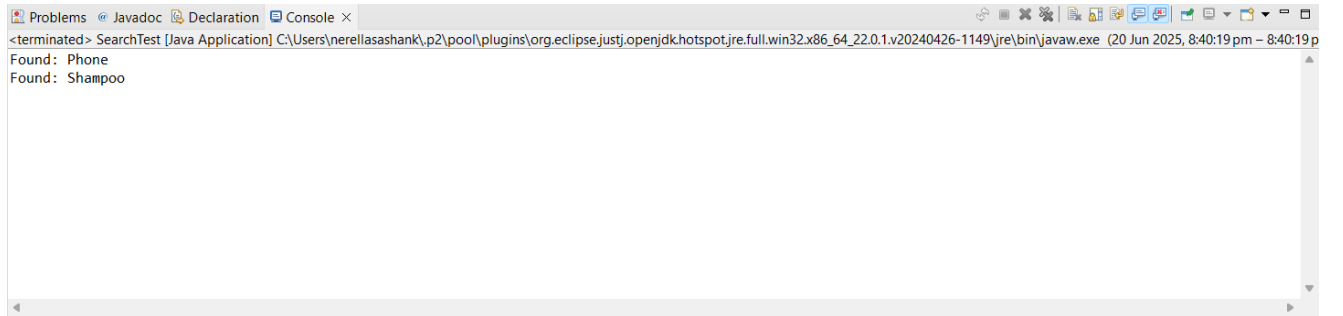 Problems @ Javadoc Declaration Console
<terminated> SearchTest [Java Application] C:\Users\nerellasashank\.p2\pool\plugins\org.eclipse.justj.openjdk.hotspot.jre.full.win32.x86_64_22.0.1.v20240426-1149\jre\bin\javaw.exe (20 Jun 2025, 8:40:19 pm – 8:40:19 p
Found: Phone
Found: Shampoo